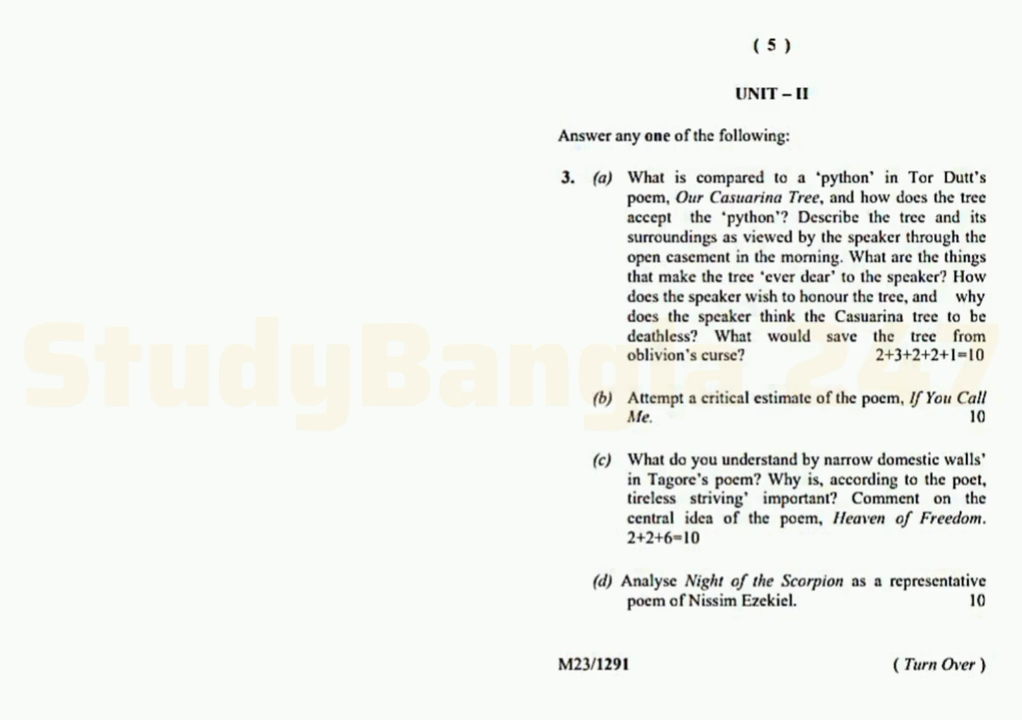 ( 5 )
UNIT – II
Answer any one of the following:
3. (a) What is compared to a ‘python’ in Tor Dutt’s
poem, Our Casuarina Tree, and how does the tree
accept the ‘python’? Describe the tree and its
surroundings as viewed by the speaker through the
open casement in the morning. What are the things
that make the tree ‘ever dear’ to the speaker? How
does the speaker wish to honour the tree, and why
does the speaker think the Casuarina tree to be
deathless? What would save the tree from
oblivion’s curse? 2+3+2+2+1=10
(b) Attempt a critical estimate of the poem, If You Call
Me. 10
(c) What do you understand by narrow domestic walls’
in Tagore’s poem? Why is, according to the poet,
tireless striving’ important? Comment on the
central idea of the poem, Heaven of Freedom.
2+2+6=10
(d) Analyse Night of the Scorpion as a representative
poem of Nissim Ezekiel. 10
M23/1291 ( Turn Over )
StudyBangla 247